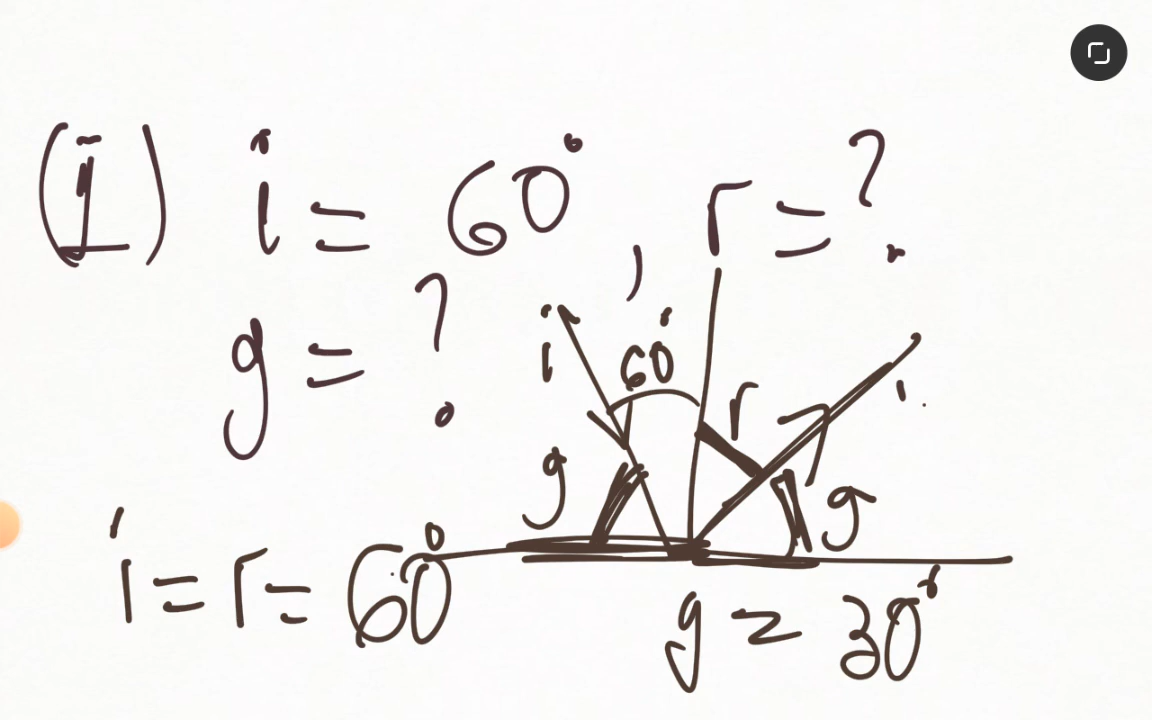 (1) i = 60° , r = ?
g = ?
i 60° r i
g g
i = r = 60°
g = 30°